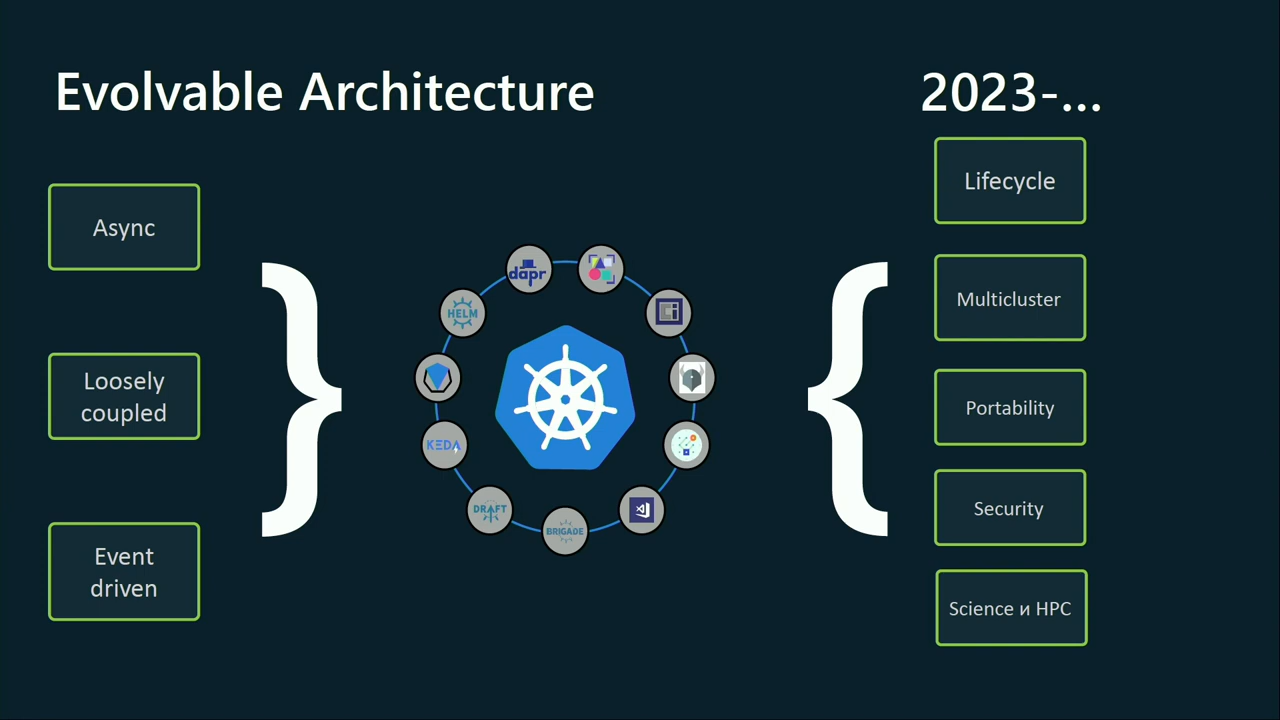 Evolvable Architecture
2023-...
Async
Loosely
coupled
Event
driven
dapr
HELM
KEDA
DRAFT
BRIGADE
Ci
Lifecycle
Multicluster
Portability
Security
Science и HPC